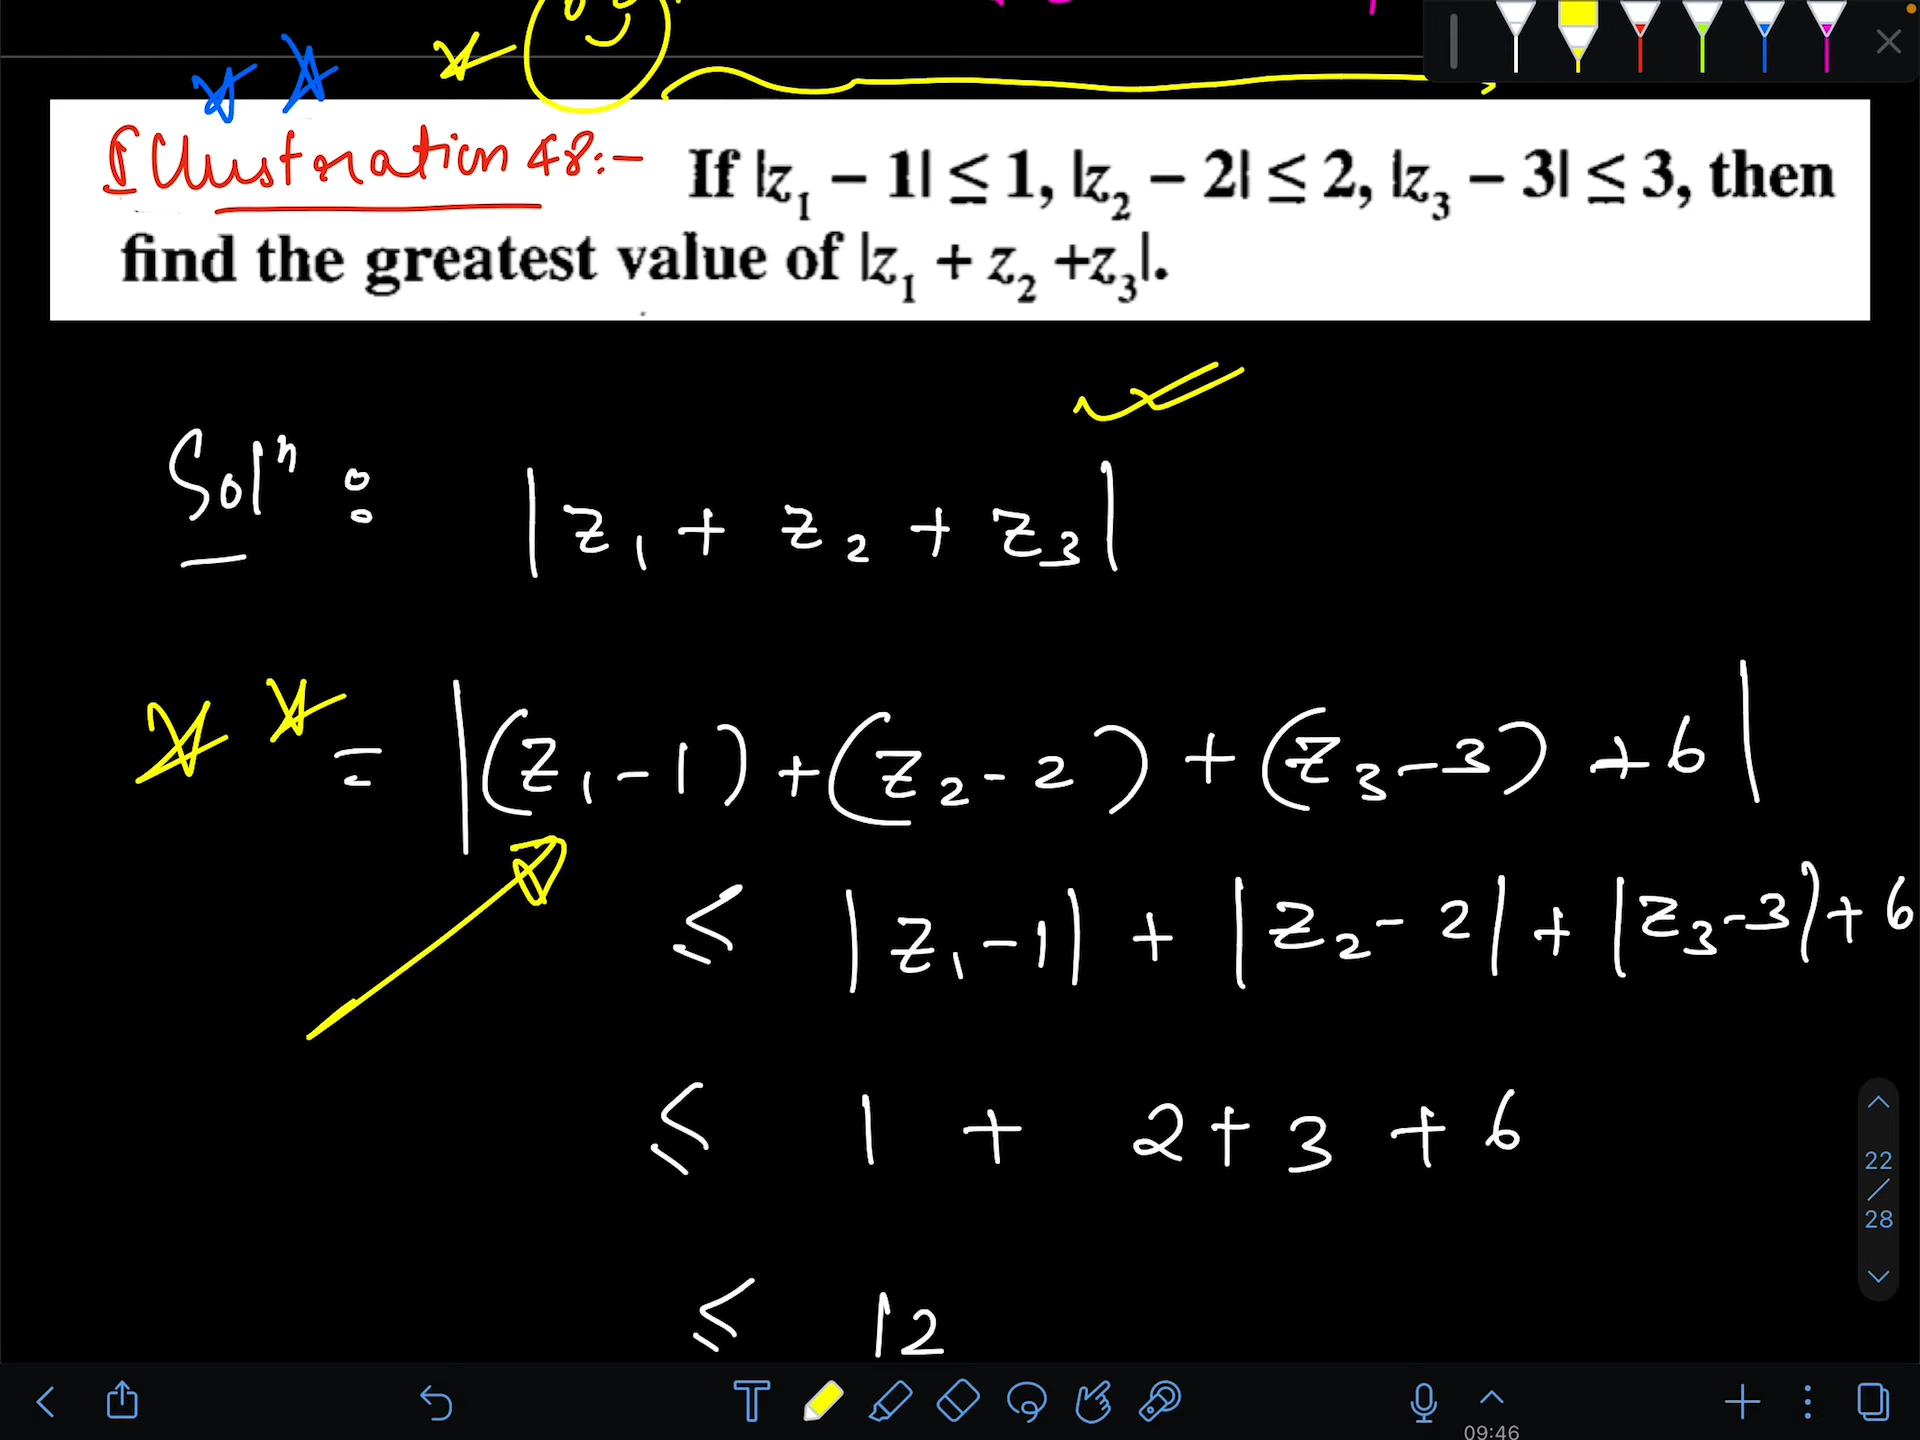 Illustration 48:- If |z₁ − 1| ≤ 1, |z₂ − 2| ≤ 2, |z₃ − 3| ≤ 3, then
find the greatest value of |z₁ + z₂ +z₃|.
Solⁿ : |z₁ + z₂ + z₃|
= |(z₁-1) + (z₂-2) + (z₃-3) + 6|
≤ |z₁-1| + |z₂-2| + |z₃-3| + 6
≤ 1 + 2 + 3 + 6
≤ 12
22
/
28
T
09:46